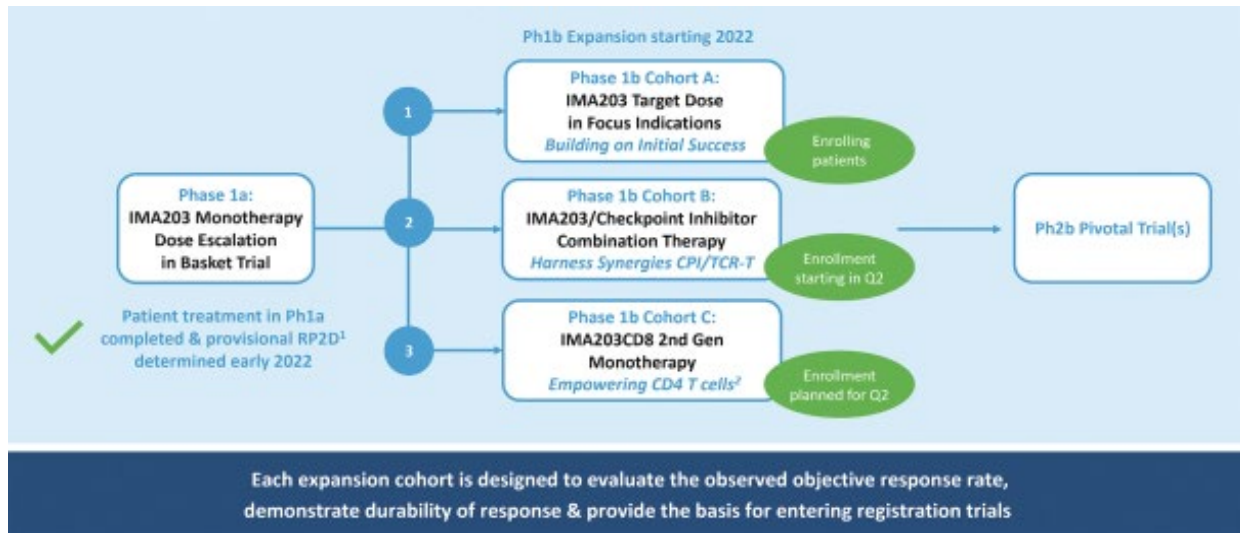 Ph1b Expansion starting 2022
1
Phase 1b Cohort A:
IMA203 Target Dose
in Focus Indications
Building on Initial Success
Enrolling
patients
Phase 1a:
IMA203 Monotherapy
Dose Escalation
in Basket Trial
2
Phase 1b Cohort B:
IMA203/Checkpoint Inhibitor
Combination Therapy
Harness Synergies CPI/TCR-T
Enrollment
starting in Q2
Ph2b Pivotal Trial(s)
Patient treatment in Ph1a
completed & provisional RP2D¹
determined early 2022
3
Phase 1b Cohort C:
IMA203CD8 2nd Gen
Monotherapy
Empowering CD4 T cells²
Enrollment
planned for Q2
Each expansion cohort is designed to evaluate the observed objective response rate,
demonstrate durability of response & provide the basis for entering registration trials